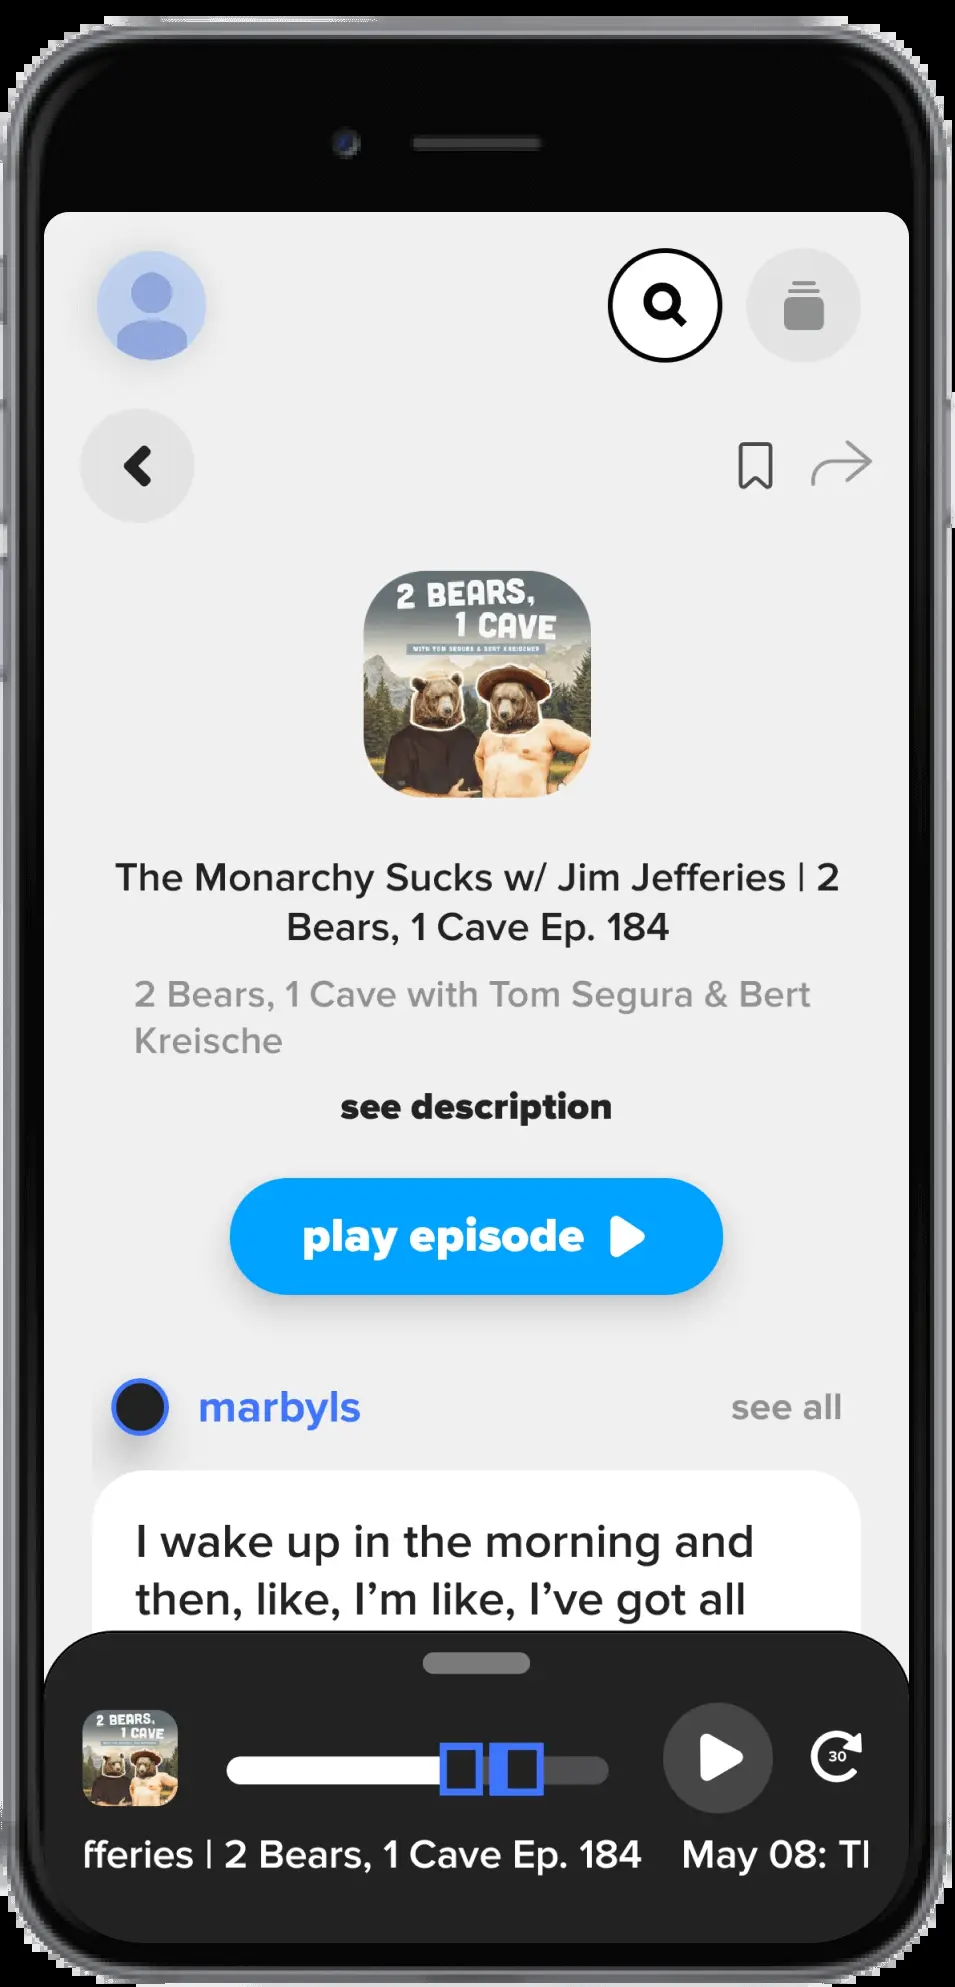 2 BEARS,
1 CAVE
WITH TOM SEGURA & BERT KREISCHER
The Monarchy Sucks w/ Jim Jefferies | 2
Bears, 1 Cave Ep. 184
2 Bears, 1 Cave with Tom Segura & Bert
Kreische
see description
play episode
marbyls
see all
I wake up in the morning and
then, like, I’m like, I’ve got all
2 BEARS,
1 CAVE
30
fferies | 2 Bears, 1 Cave Ep. 184 May 08: Tl